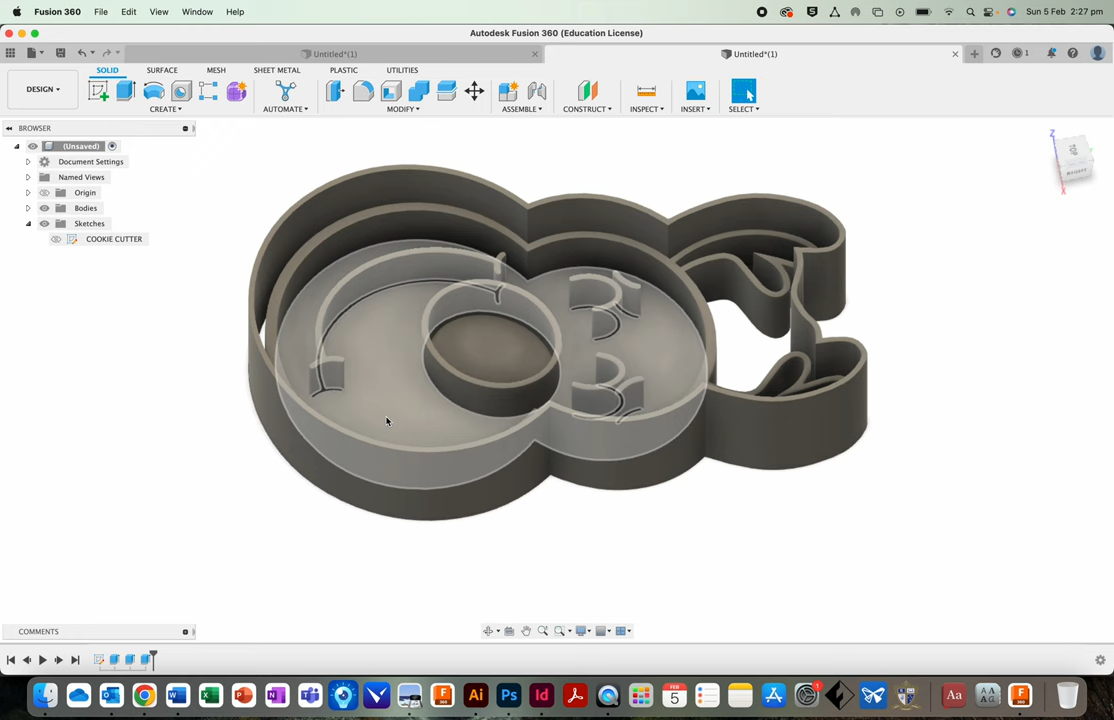 Fusion 360 File Edit View Window Help Sun 5 Feb 2:27 pm
Autodesk Fusion 360 (Education License)
Untitled*(1) Untitled*(1) 1
SOLID SURFACE MESH SHEET METAL PLASTIC UTILITIES
DESIGN
CREATE AUTOMATE MODIFY ASSEMBLE CONSTRUCT INSPECT INSERT SELECT
BROWSER
(Unsaved)
Document Settings
Named Views
Origin
Bodies
Sketches
COOKIE CUTTER
Z
X
COMMENTS
FEB
5
Aa